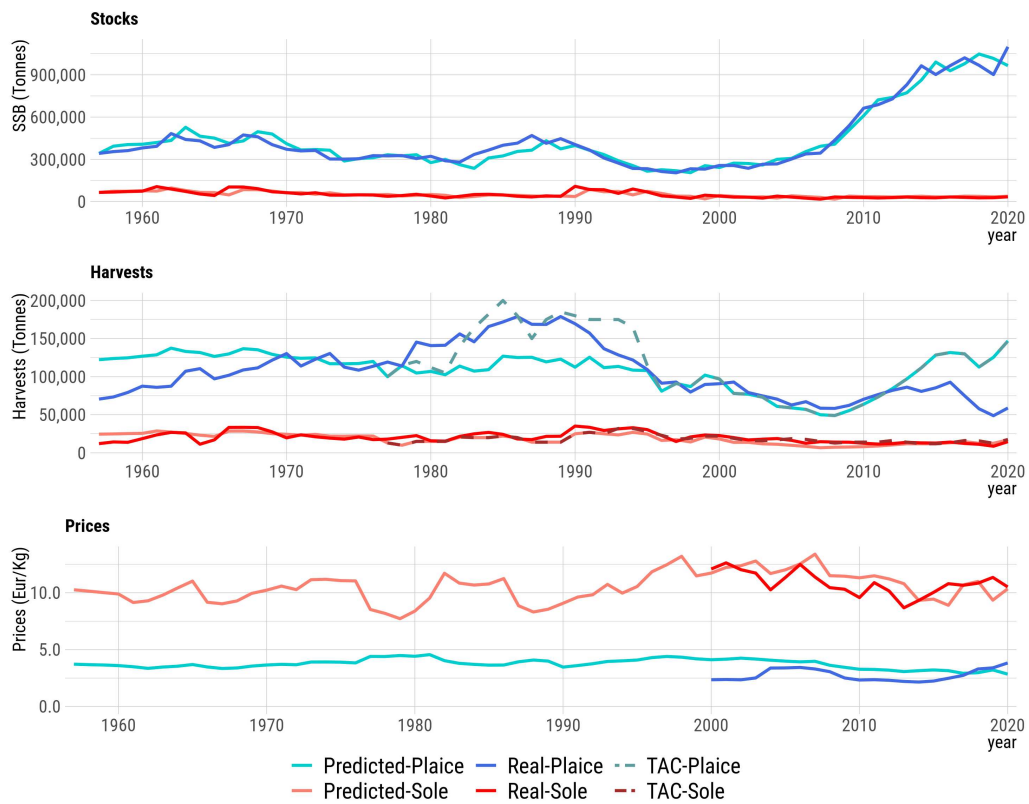 Stocks
SSB (Tonnes)
900,000
600,000
300,000
0
1960 1970 1980 1990 2000 2010 2020
year
Harvests
Harvests (Tonnes)
200,000
150,000
100,000
50,000
0
1960 1970 1980 1990 2000 2010 2020
year
Prices
Prices (Eur/Kg)
10.0
5.0
0.0
1960 1970 1980 1990 2000 2010 2020
year
Predicted-Plaice Real-Plaice TAC-Plaice
Predicted-Sole Real-Sole TAC-Sole